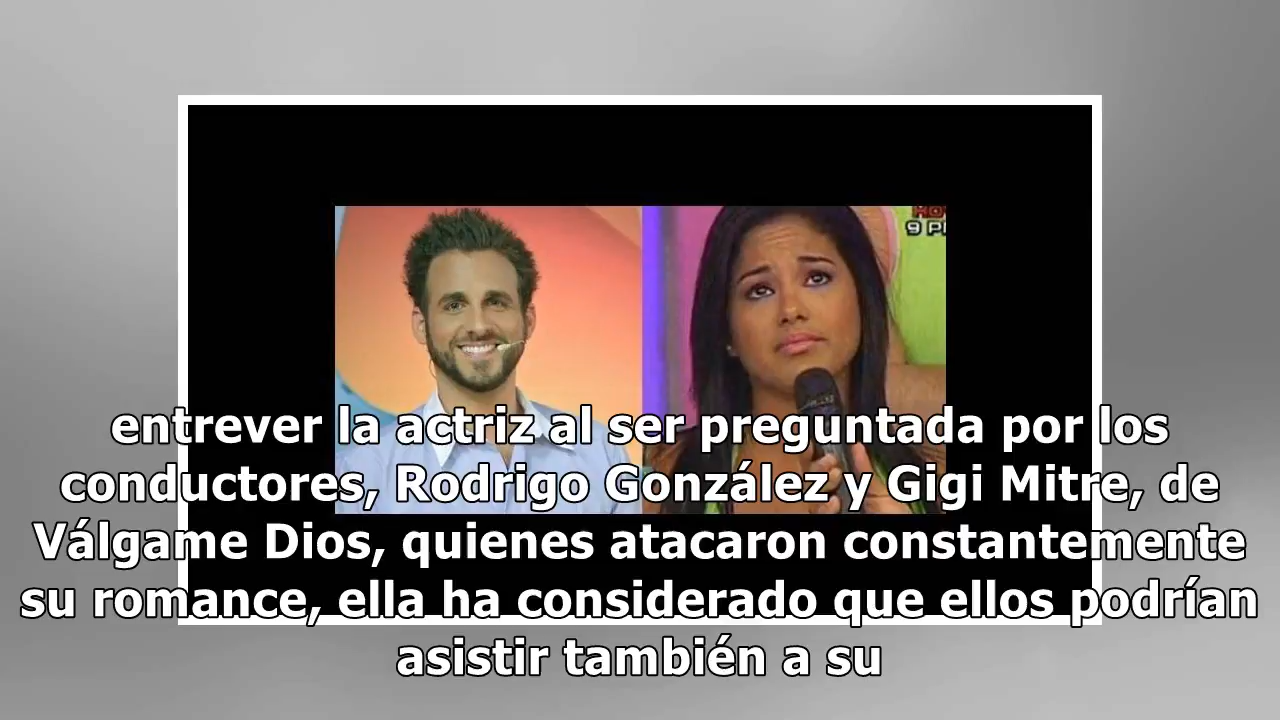 9 P
entrever la actriz al ser preguntada por los
conductores, Rodrigo González y Gigi Mitre, de
Válgame Dios, quienes atacaron constantemente
su romance, ella ha considerado que ellos podrían
asistir también a su